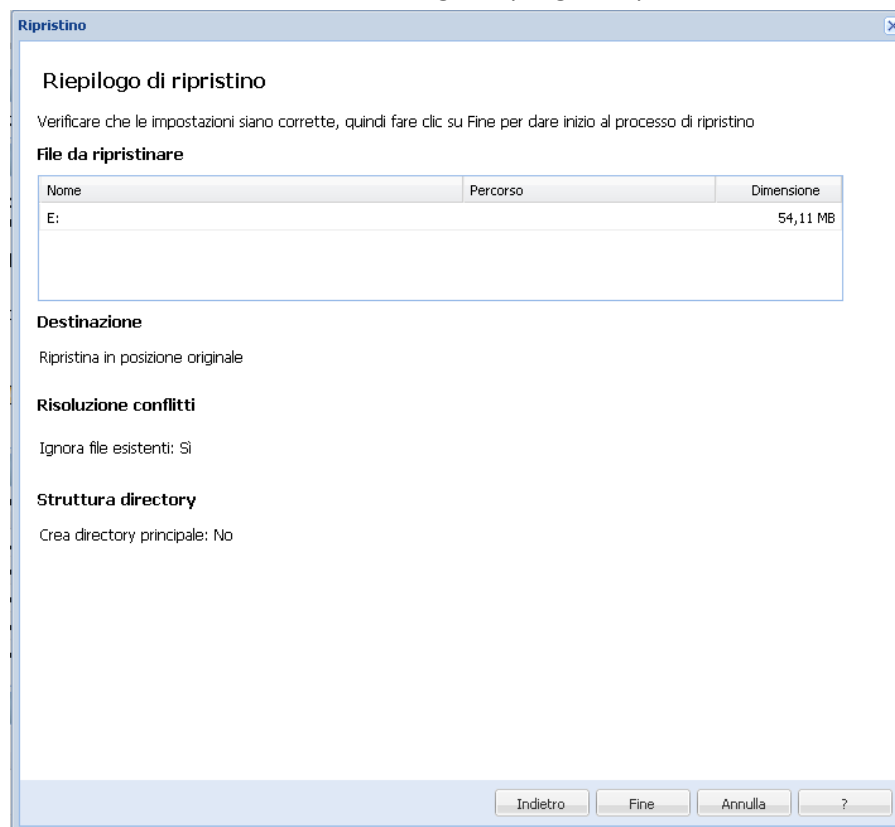 Ripristino
Riepilogo di ripristino
Verificare che le impostazioni siano corrette, quindi fare clic su Fine per dare inizio al processo di ripristino
File da ripristinare
Nome Percorso Dimensione
E: 54,11 MB
Destinazione
Ripristina in posizione originale
Risoluzione conflitti
Ignora file esistenti: Sì
Struttura directory
Crea directory principale: No
Indietro Fine Annulla ?